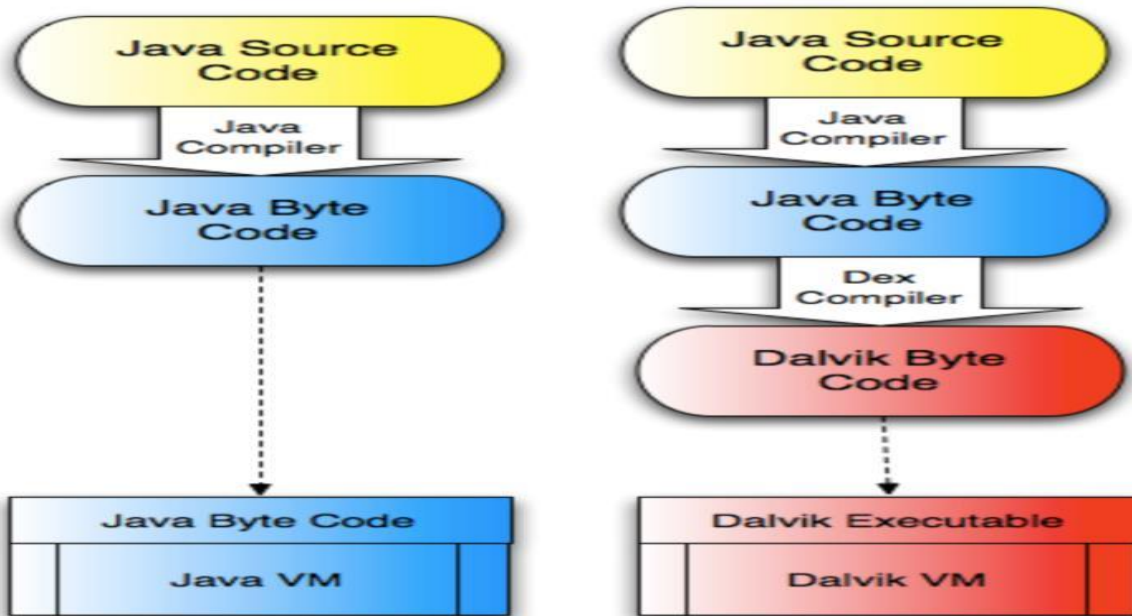 Java Source
Code
Java
Compiler
Java Byte
Code
Java Byte Code
Java VM
Java Source
Code
Java
Compiler
Java Byte
Code
Dex
Compiler
Dalvik Byte
Code
Dalvik Executable
Dalvik VM